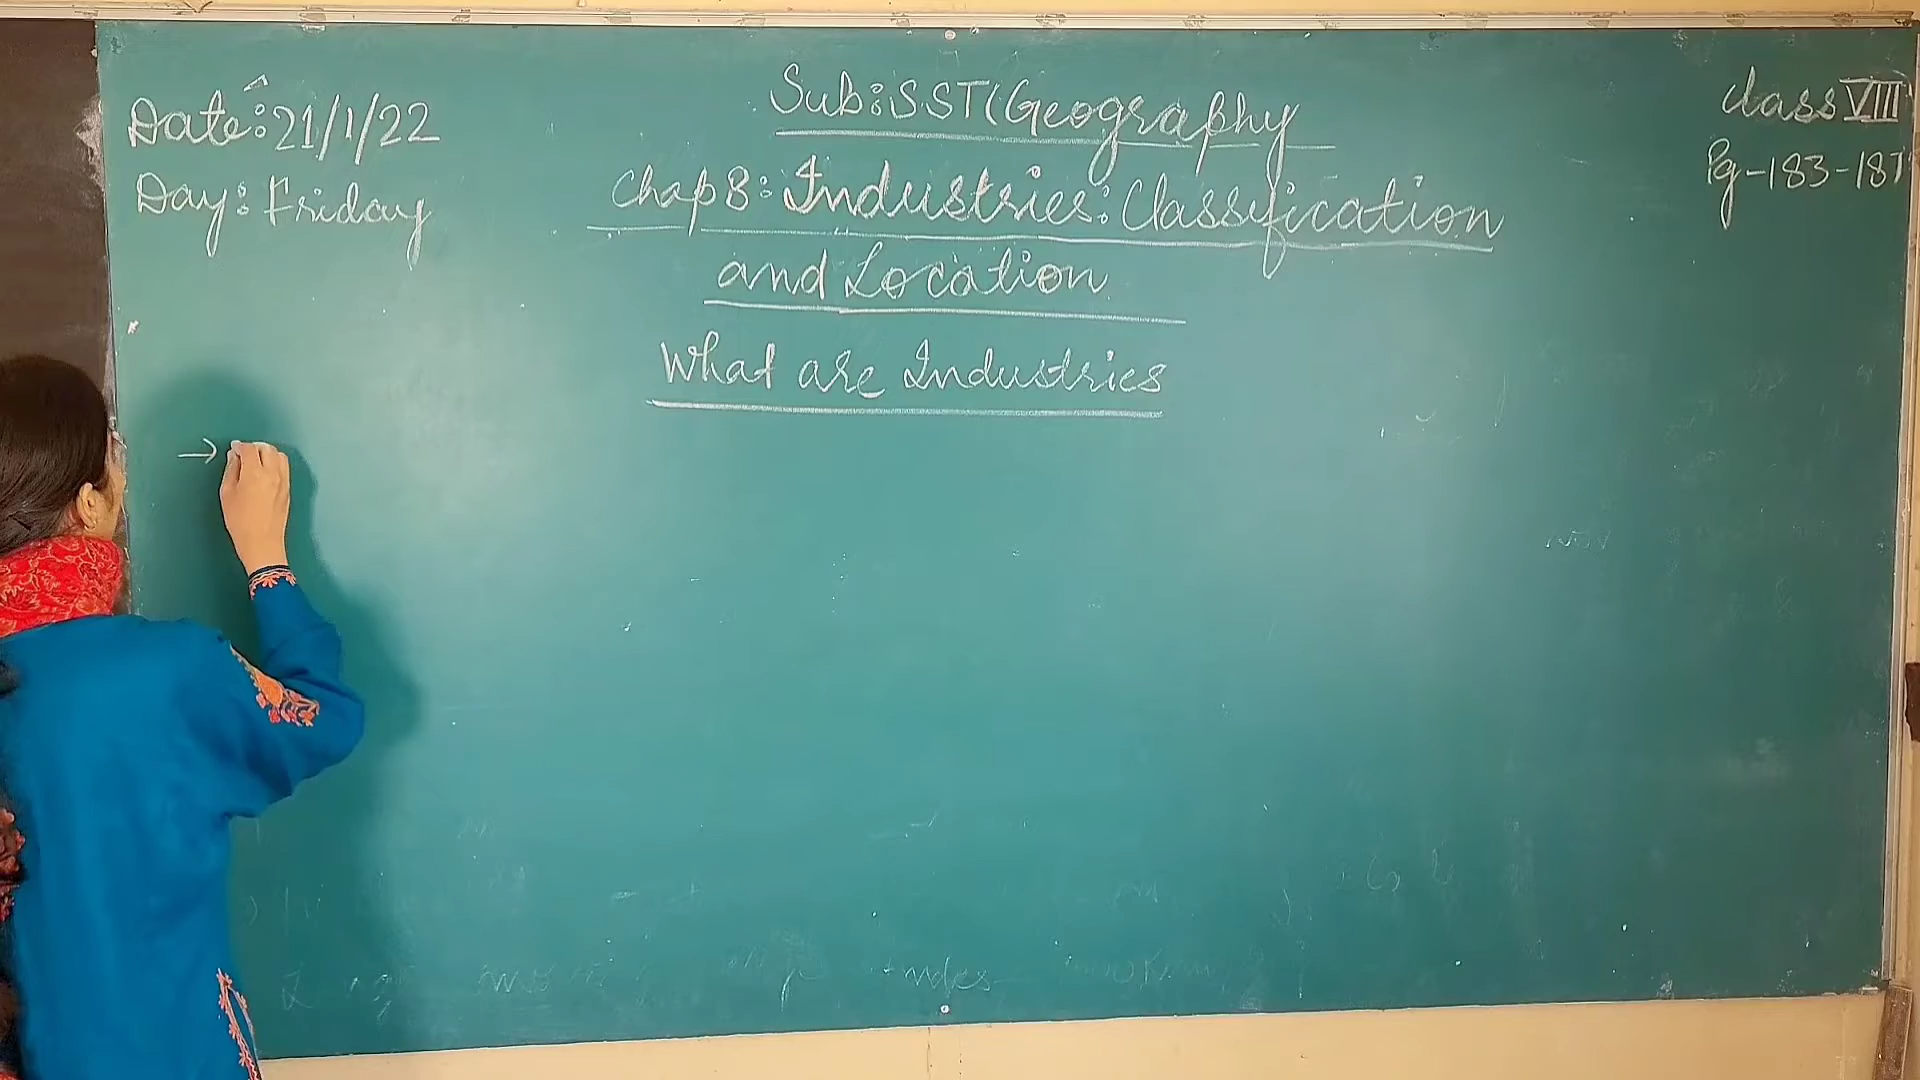 Date: 21/1/22
Day: Friday
Sub: SST (Geography
Chap 8: Industries: Classification
and Location
Class VIII
Pg-183-187
What are Industries
→